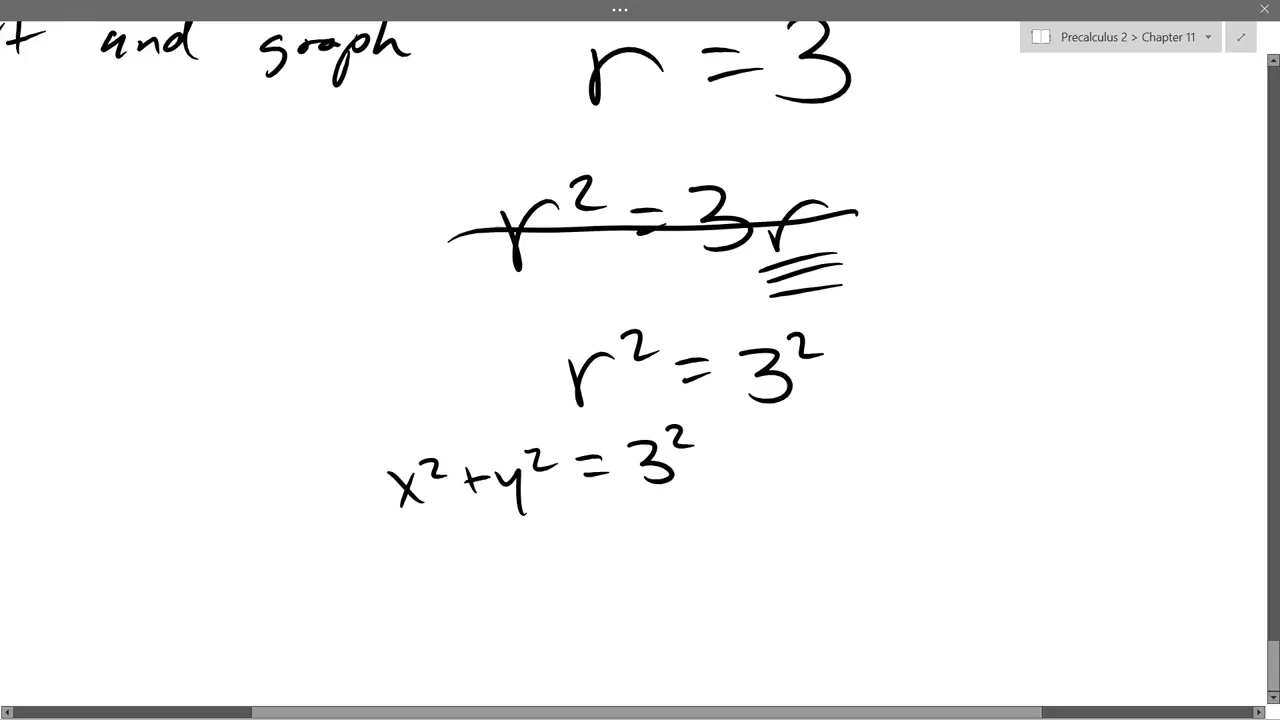 ...
Precalculus 2 > Chapter 11
t and graph r = 3
r² = 3r
r² = 3²
x² + y² = 3²